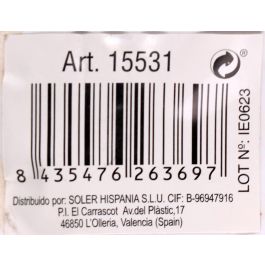 Art. 15531
8 435476 263697
LOT Nº: IE0623
Distribuido por: SOLER HISPANIA S.L.U. CIF: B-96947916
P.I. El Carrascot Av.del Plàstic,17
46850 L'Olleria, Valencia (Spain)